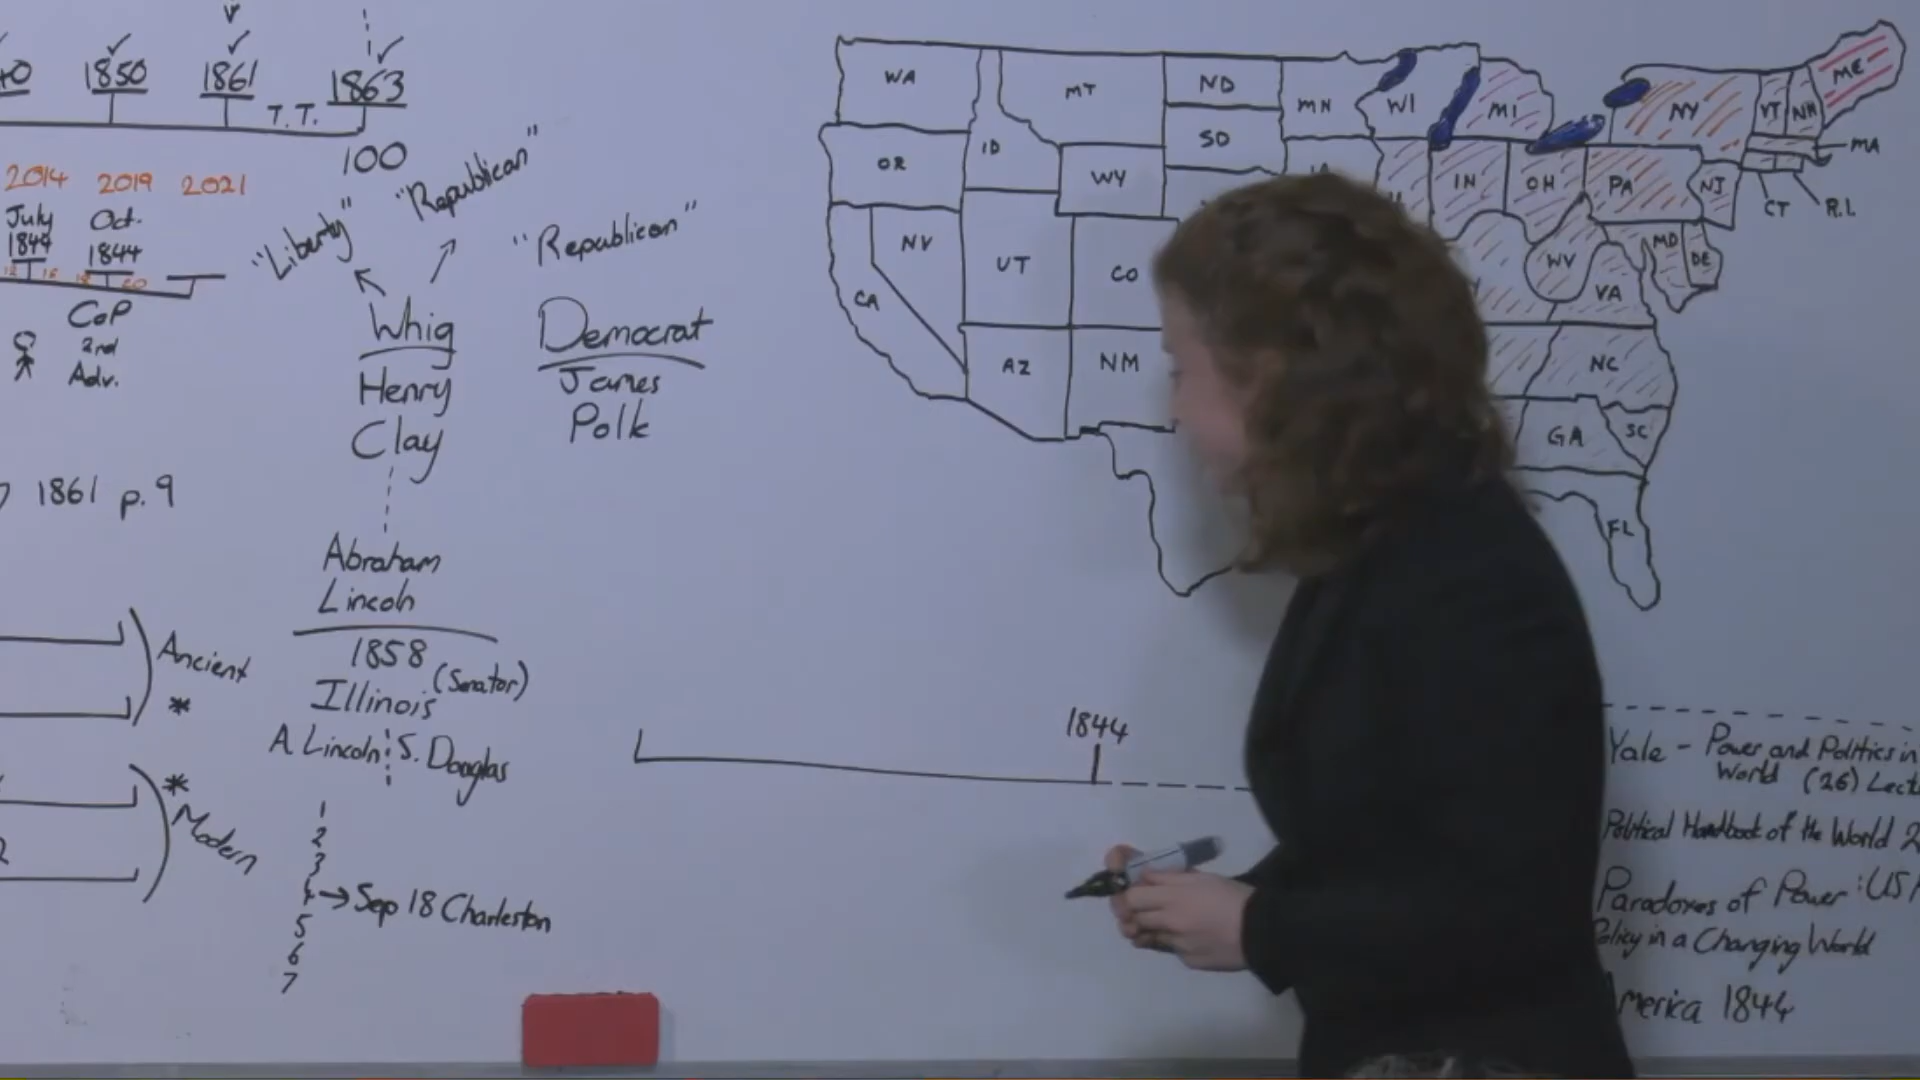 1850
1861
1863
T.T.
100
2014 2019 2021
July
1844
Oct.
1844
CoP
2nd
Adv.
"Liberty"
"Republican"
Whig
Henry
Clay
"Republican"
Democrat
James
Polk
1861 p.9
Abraham
Lincoln
1858
(Senator)
Illinois
A. Lincoln S. Douglas
1
2
3
4 → Sep 18 Charleston
5
6
7
Ancient
*
*
Modern
WA
MT
ND
MN
WI
MI
NY
VT
NH
ME
OR
ID
WY
SD
IN
OH
PA
NJ
MA
CT
R.I.
NV
UT
CO
WV
VA
MD
DE
CA
AZ
NM
NC
GA
SC
FL
1844
Yale - Power and Politics in
World (26)
Political Handbook of the World
Paradoxes of Power: US
Policy in a Changing World
America 1844